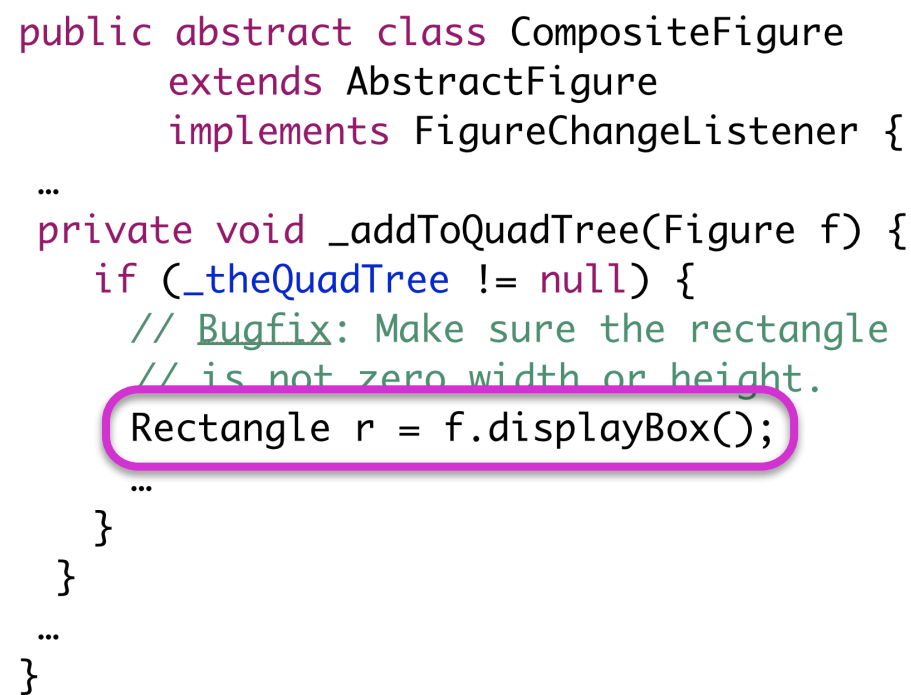 public abstract class CompositeFigure
extends AbstractFigure
implements FigureChangeListener {
…
private void _addToQuadTree(Figure f) {
if (_theQuadTree != null) {
// Bugfix: Make sure the rectangle
// is not zero width or height.
Rectangle r = f.displayBox();
…
}
}
…
}